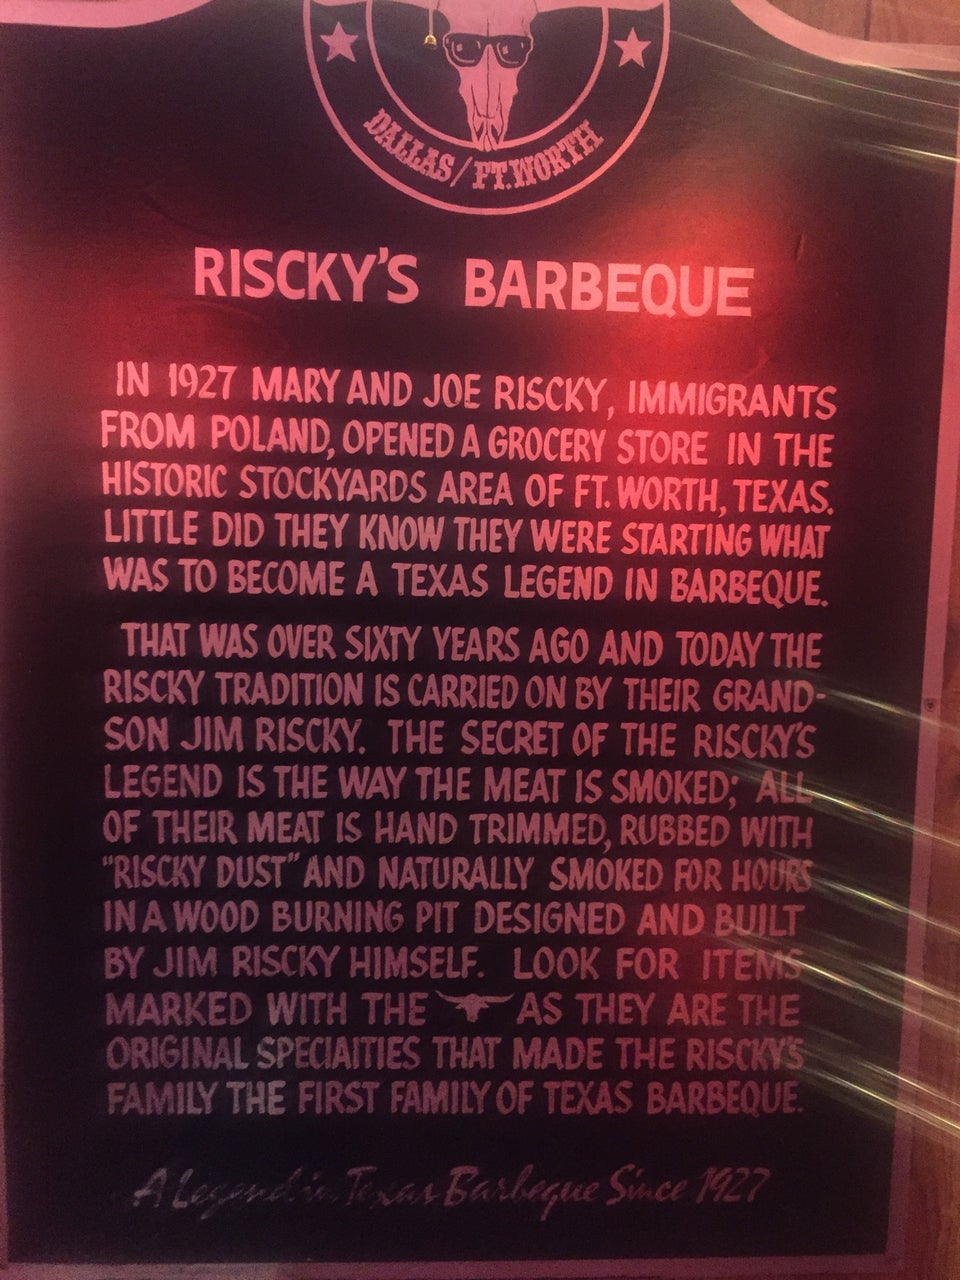 DALLAS/FT.WORTH
RISCKY'S BARBEQUE
IN 1927 MARY AND JOE RISCKY, IMMIGRANTS
FROM POLAND, OPENED A GROCERY STORE IN THE
HISTORIC STOCKYARDS AREA OF FT. WORTH, TEXAS.
LITTLE DID THEY KNOW THEY WERE STARTING WHAT
WAS TO BECOME A TEXAS LEGEND IN BARBEQUE.
THAT WAS OVER SIXTY YEARS AGO AND TODAY THE
RISCKY TRADITION IS CARRIED ON BY THEIR GRAND-
SON JIM RISCKY. THE SECRET OF THE RISCKY'S
LEGEND IS THE WAY THE MEAT IS SMOKED; ALL
OF THEIR MEAT IS HAND TRIMMED, RUBBED WITH
"RISCKY DUST" AND NATURALLY SMOKED FOR HOURS
IN A WOOD BURNING PIT DESIGNED AND BUILT
BY JIM RISCKY HIMSELF. LOOK FOR ITEMS
MARKED WITH THE AS THEY ARE THE
ORIGINAL SPECIAITIES THAT MADE THE RISCKY'S
FAMILY THE FIRST FAMILY OF TEXAS BARBEQUE.
A Legend in Texas Barbeque Since 1927